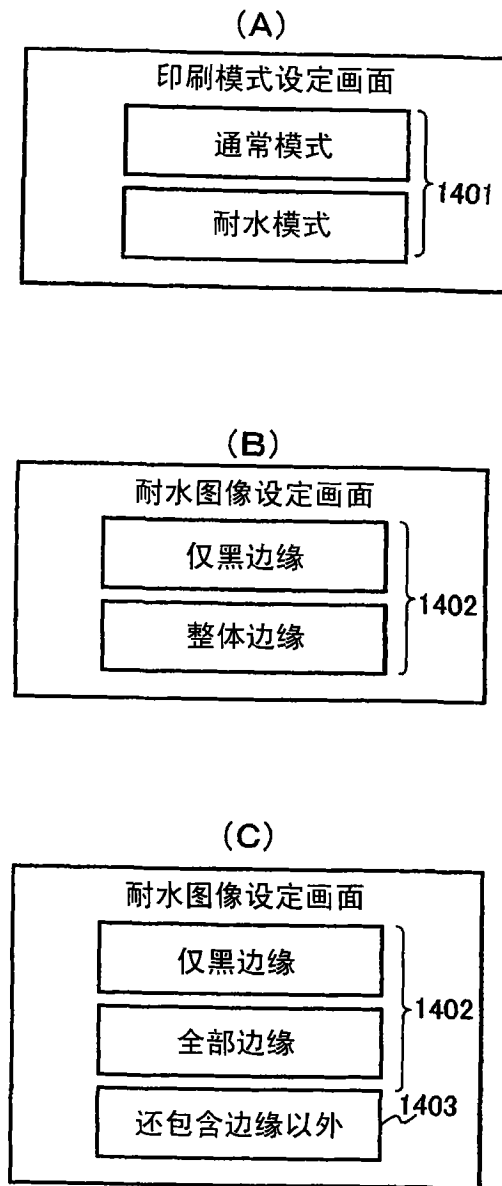 (A)
印刷模式设定画面
通常模式
耐水模式
1401
(B)
耐水图像设定画面
仅黑边缘
整体边缘
1402
(C)
耐水图像设定画面
仅黑边缘
全部边缘
1402
还包含边缘以外
1403